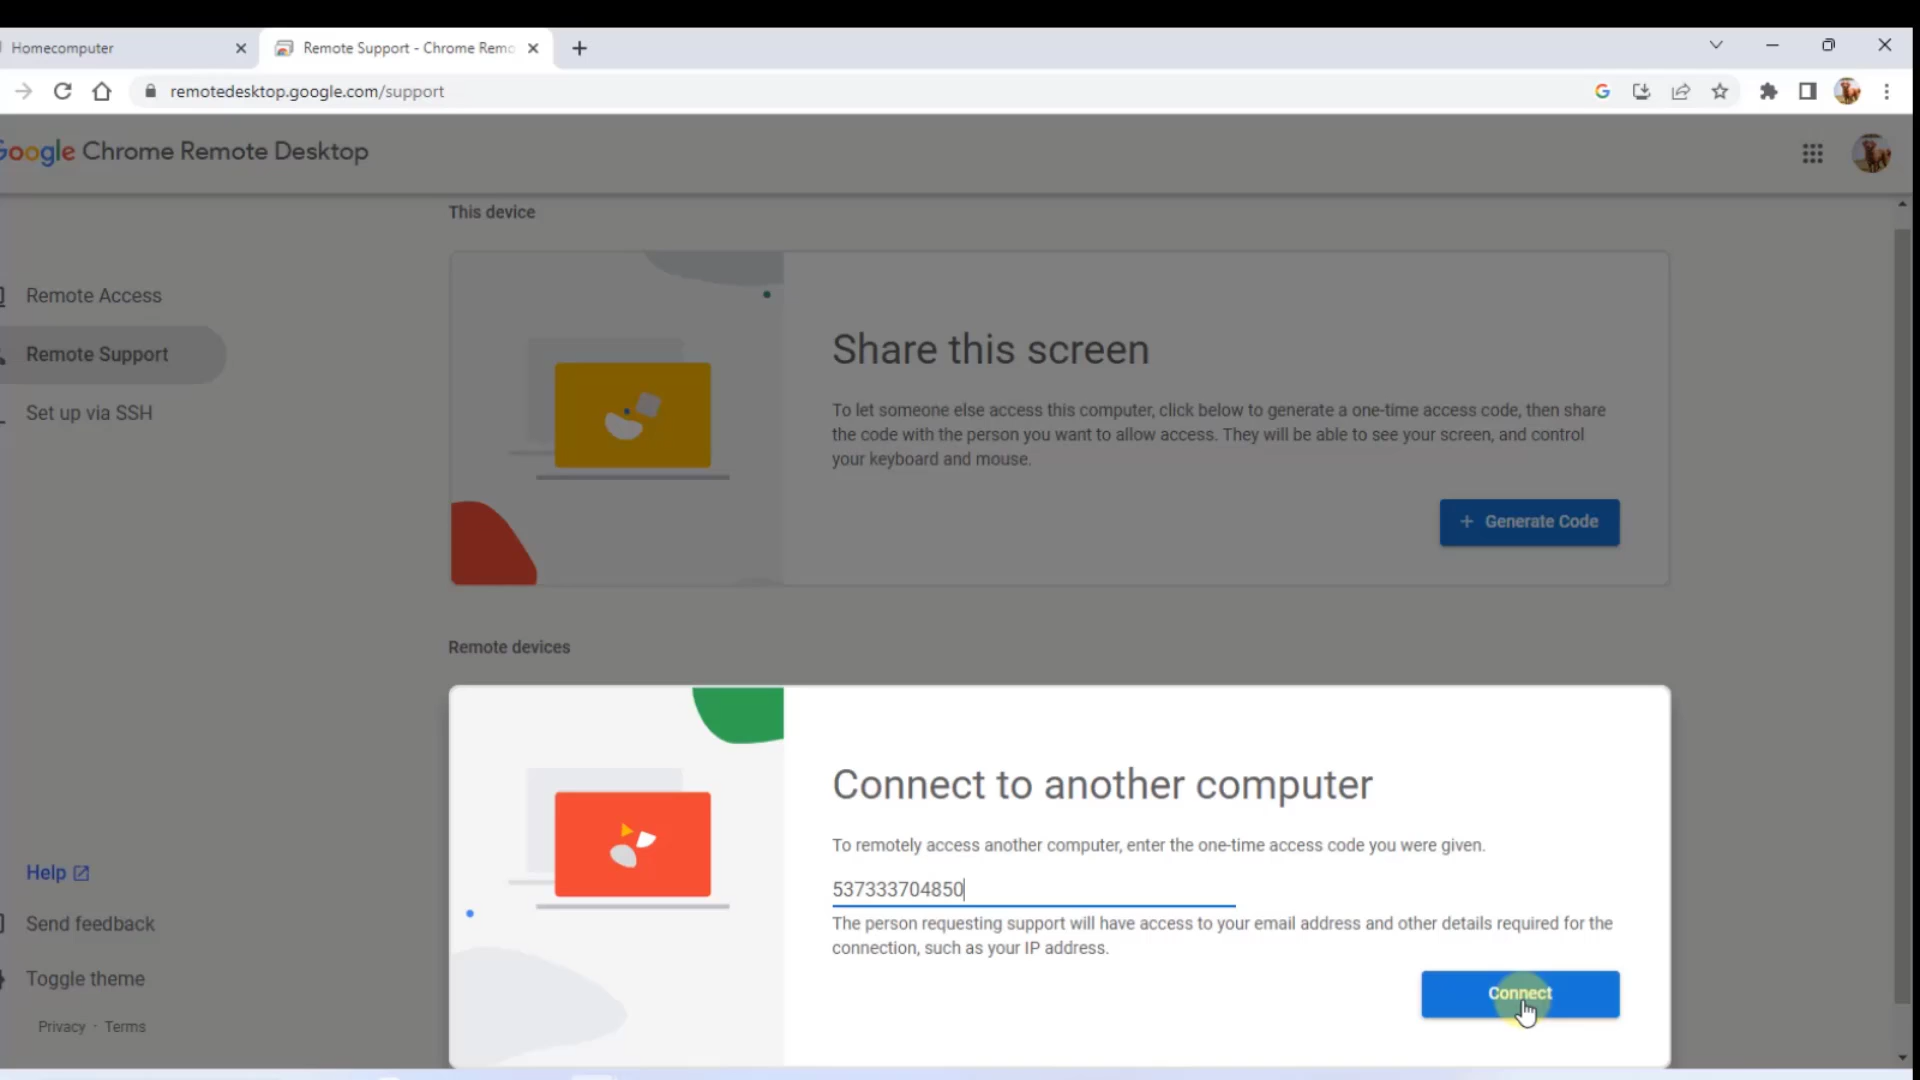 Homecomputer
Remote Support - Chrome Remo
remotedesktop.google.com/support
Google Chrome Remote Desktop
This device
Remote Access
Remote Support
Set up via SSH
Share this screen
To let someone else access this computer, click below to generate a one-time access code, then share
the code with the person you want to allow access. They will be able to see your screen, and control
your keyboard and mouse.
+ Generate Code
Remote devices
Connect to another computer
To remotely access another computer, enter the one-time access code you were given.
537333704850
The person requesting support will have access to your email address and other details required for the
connection, such as your IP address.
Connect
Help
Send feedback
Toggle theme
Privacy · Terms